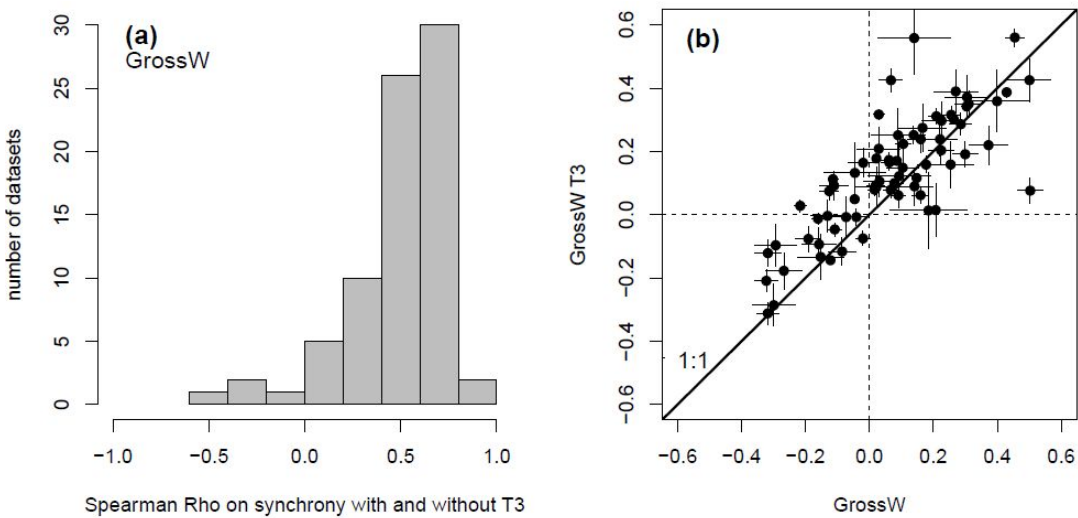 (a)
GrossW
number of datasets
30
25
20
15
10
5
0
−1.0 −0.5 0.0 0.5 1.0
Spearman Rho on synchrony with and without T3
(b)
GrossW T3
0.6
0.4
0.2
0.0
−0.2
−0.4
−0.6
1:1
−0.6 −0.4 −0.2 0.0 0.2 0.4 0.6
GrossW